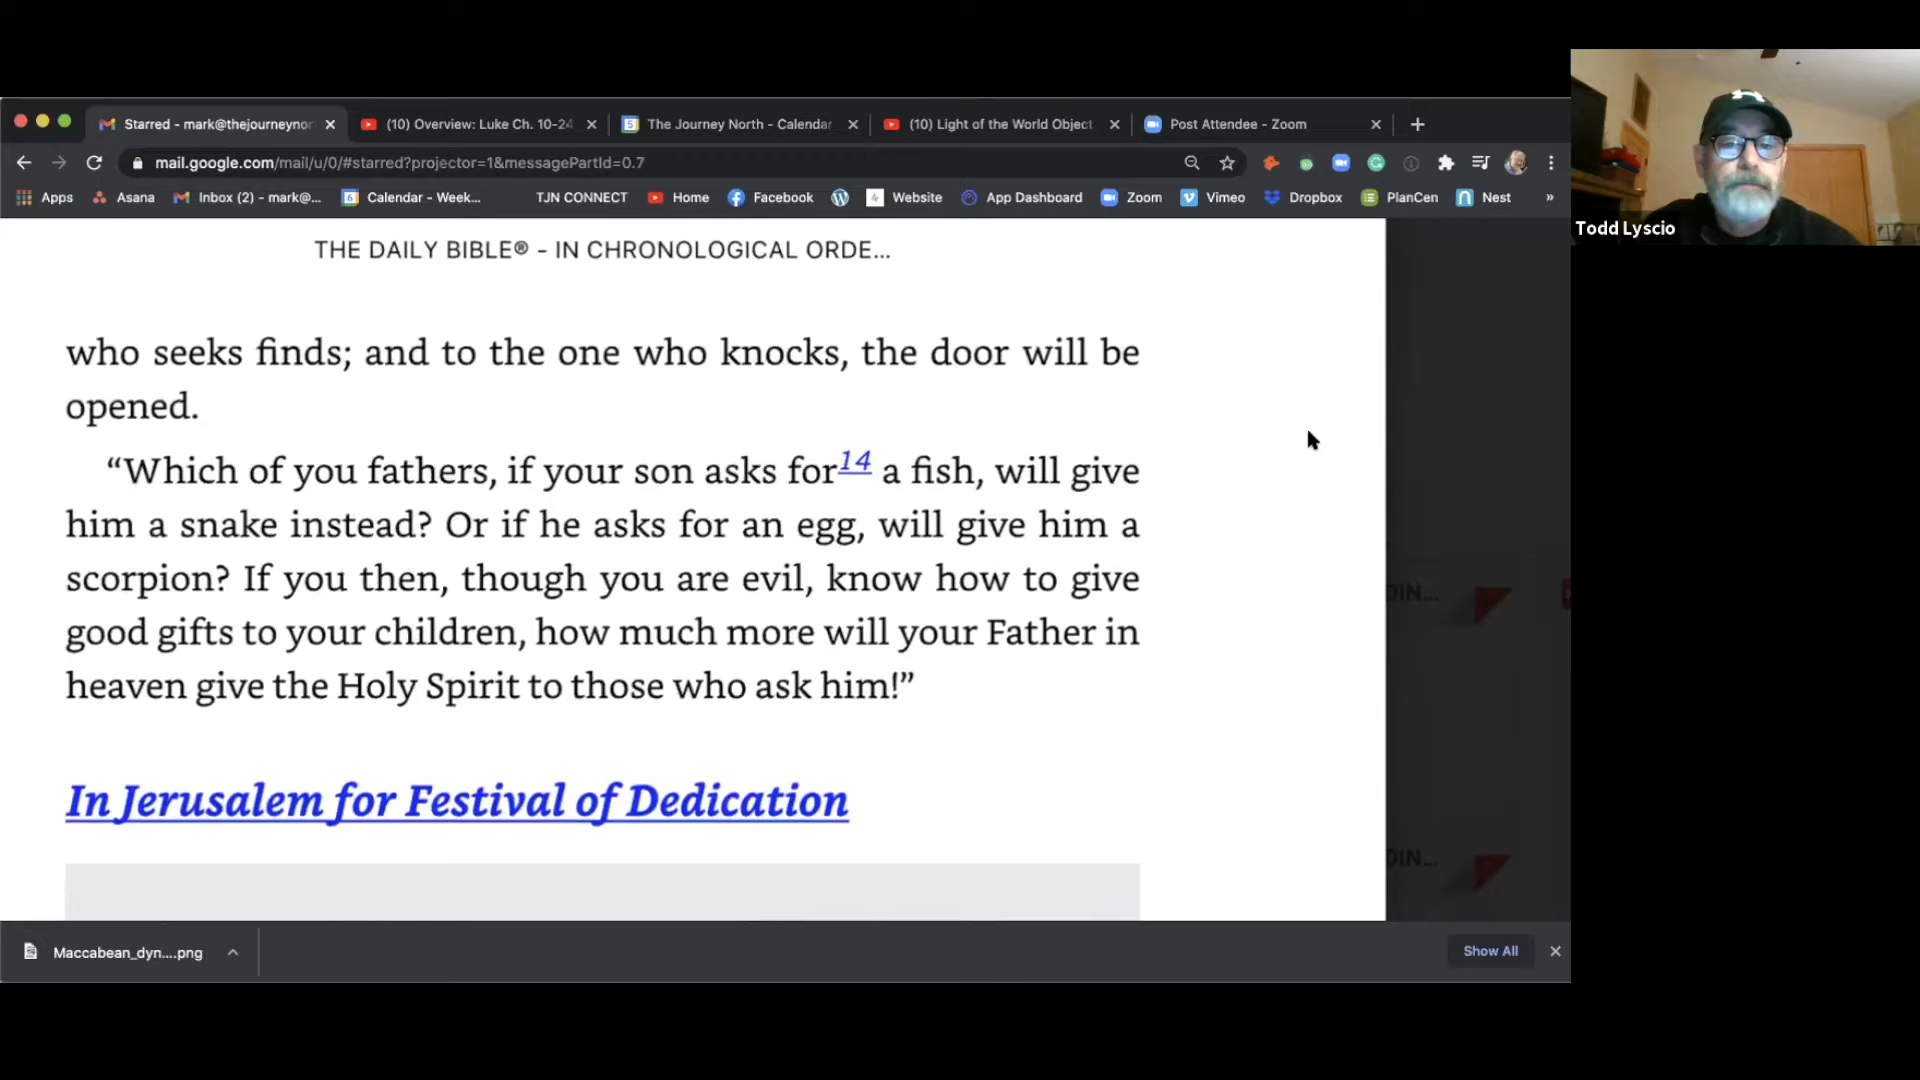 Starred - mark@thejourneynor
(10) Overview: Luke Ch. 10-24
The Journey North - Calendar
(10) Light of the World Object
Post Attendee - Zoom
mail.google.com/mail/u/0/#starred?projector=1&messagePartId=0.7
Apps
Asana
Inbox (2) - mark@...
Calendar - Week...
TJN CONNECT
Home
Facebook
Website
App Dashboard
Zoom
Vimeo
Dropbox
PlanCen
Nest
»
Todd Lyscio
THE DAILY BIBLE® - IN CHRONOLOGICAL ORDE...
who seeks finds; and to the one who knocks, the door will be
opened.
“Which of you fathers, if your son asks for14 a fish, will give
him a snake instead? Or if he asks for an egg, will give him a
scorpion? If you then, though you are evil, know how to give
good gifts to your children, how much more will your Father in
heaven give the Holy Spirit to those who ask him!”
In Jerusalem for Festival of Dedication
DIN...
DIN...
Maccabean_dyn....png
Show All